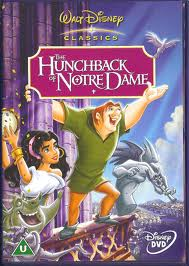 WALT DISNEY
CLASSICS
THE
HUNCHBACK
OF NOTRE DAME
U
DISNEY
DVD